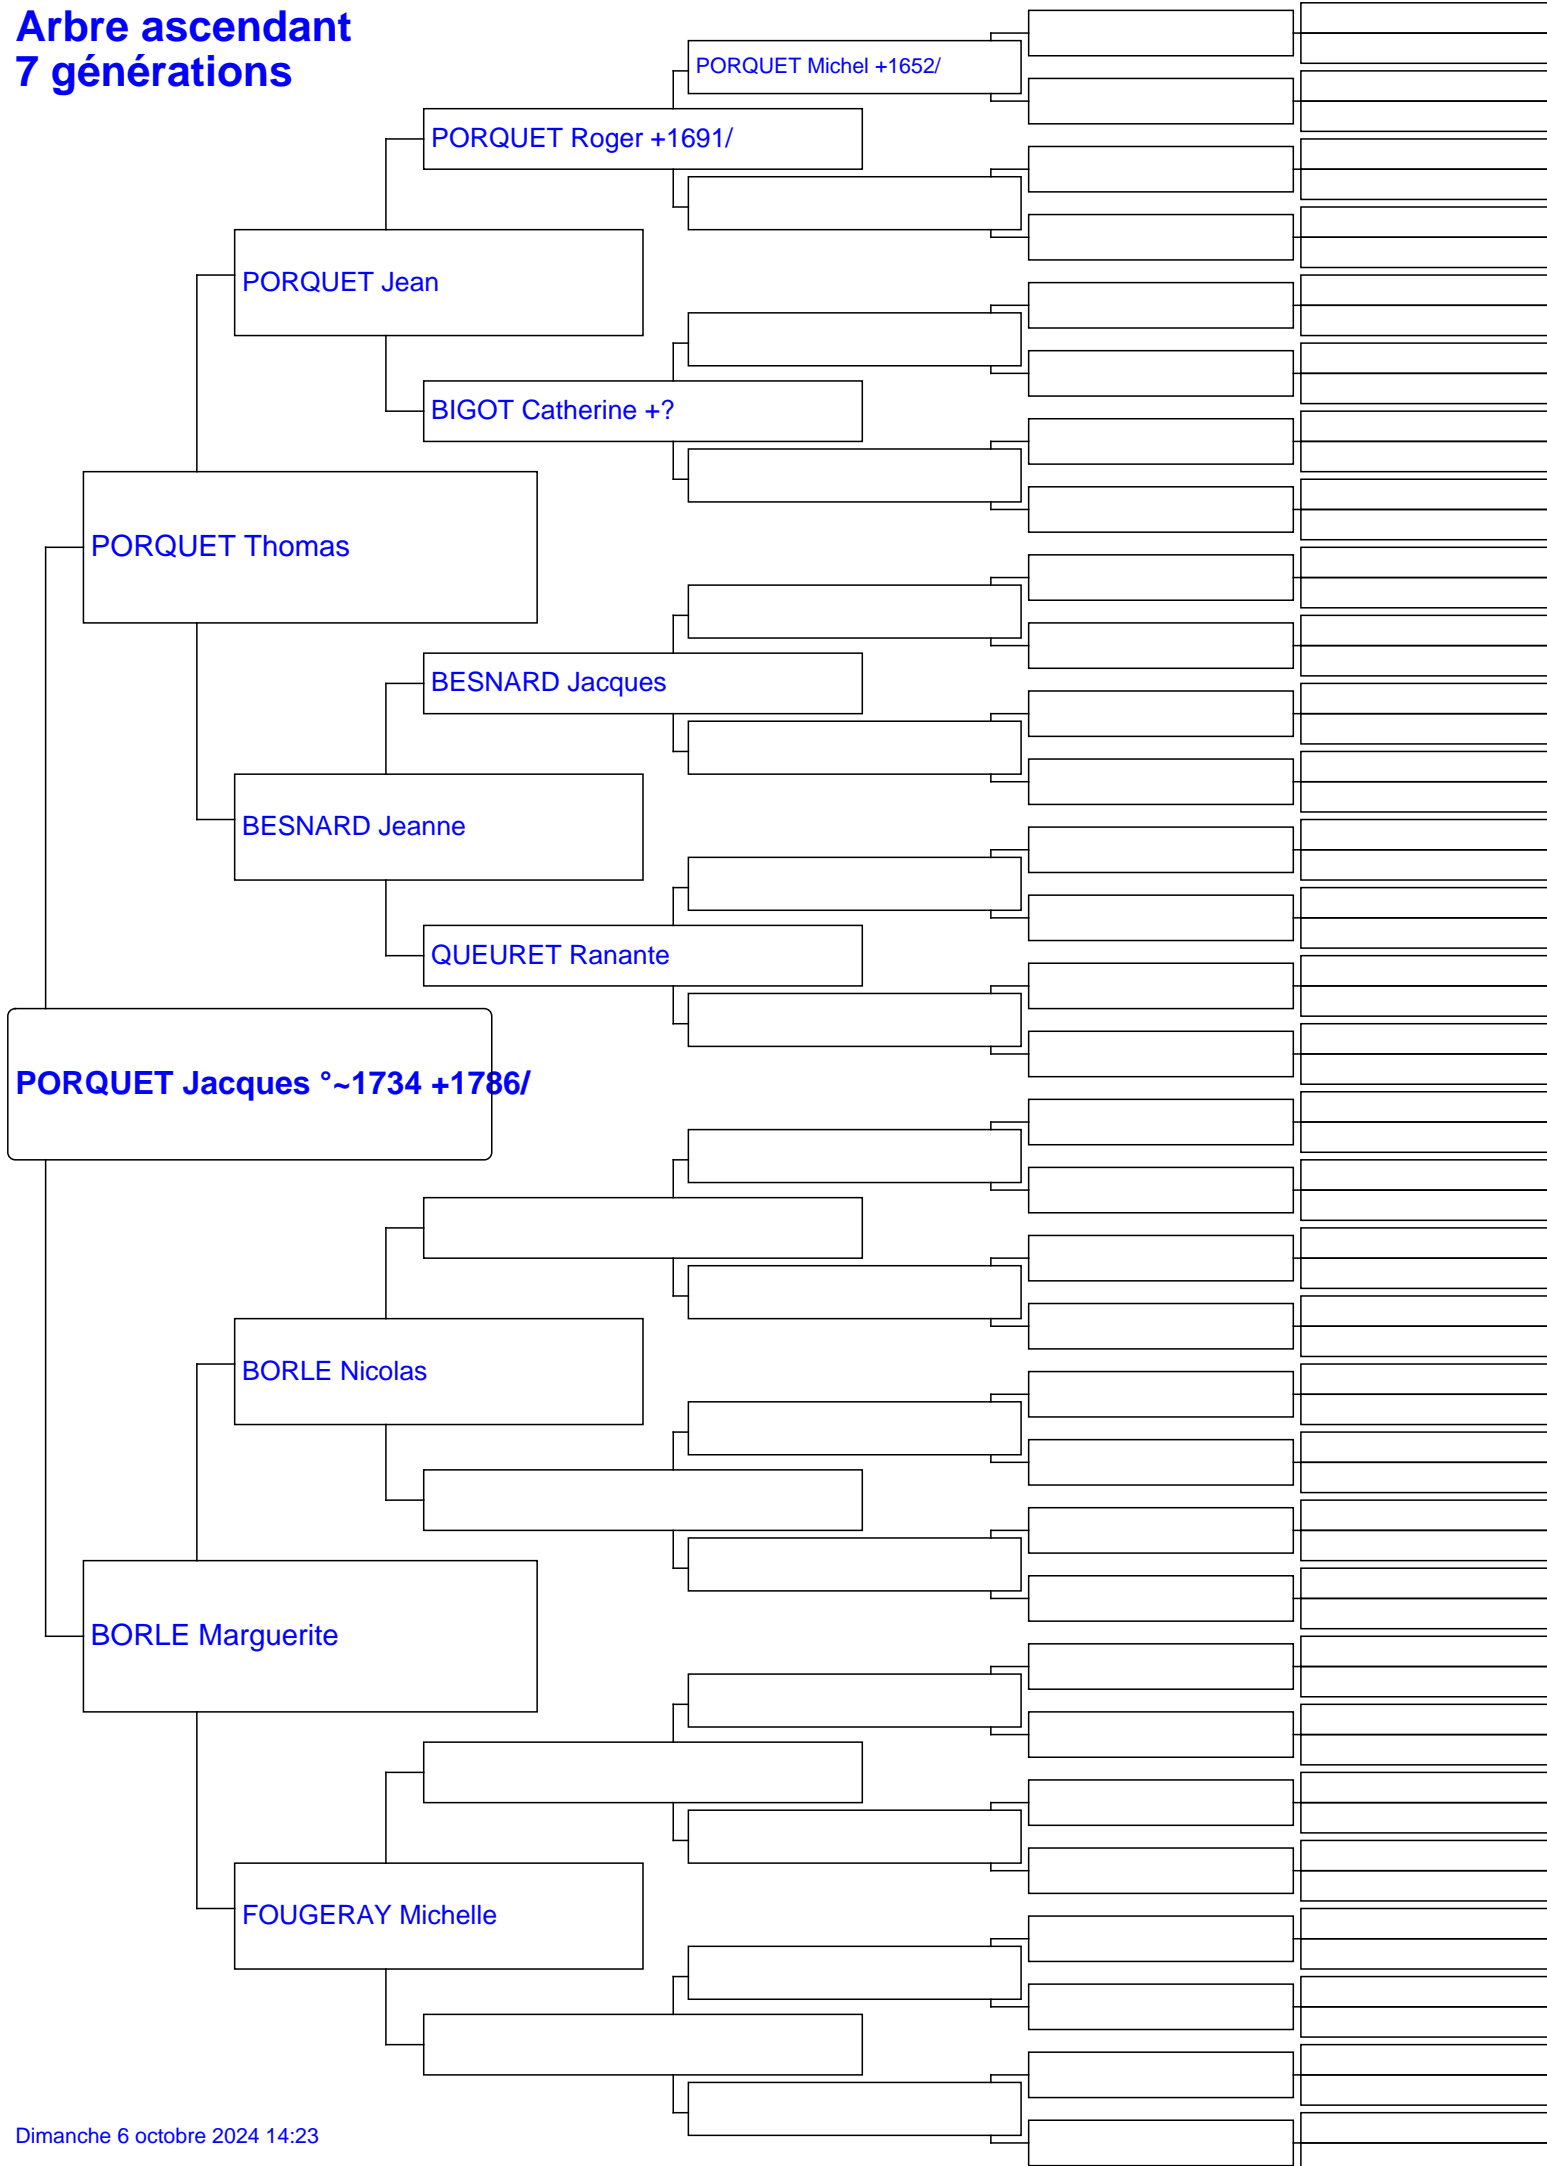 Arbre ascendant
7 générations
PORQUET Michel +1652/
PORQUET Roger +1691/
PORQUET Jean
BIGOT Catherine +?
PORQUET Thomas
BESNARD Jacques
BESNARD Jeanne
QUEURET Ranante
PORQUET Jacques °~1734 +1786/
BORLE Nicolas
BORLE Marguerite
FOUGERAY Michelle
Dimanche 6 octobre 2024 14:23